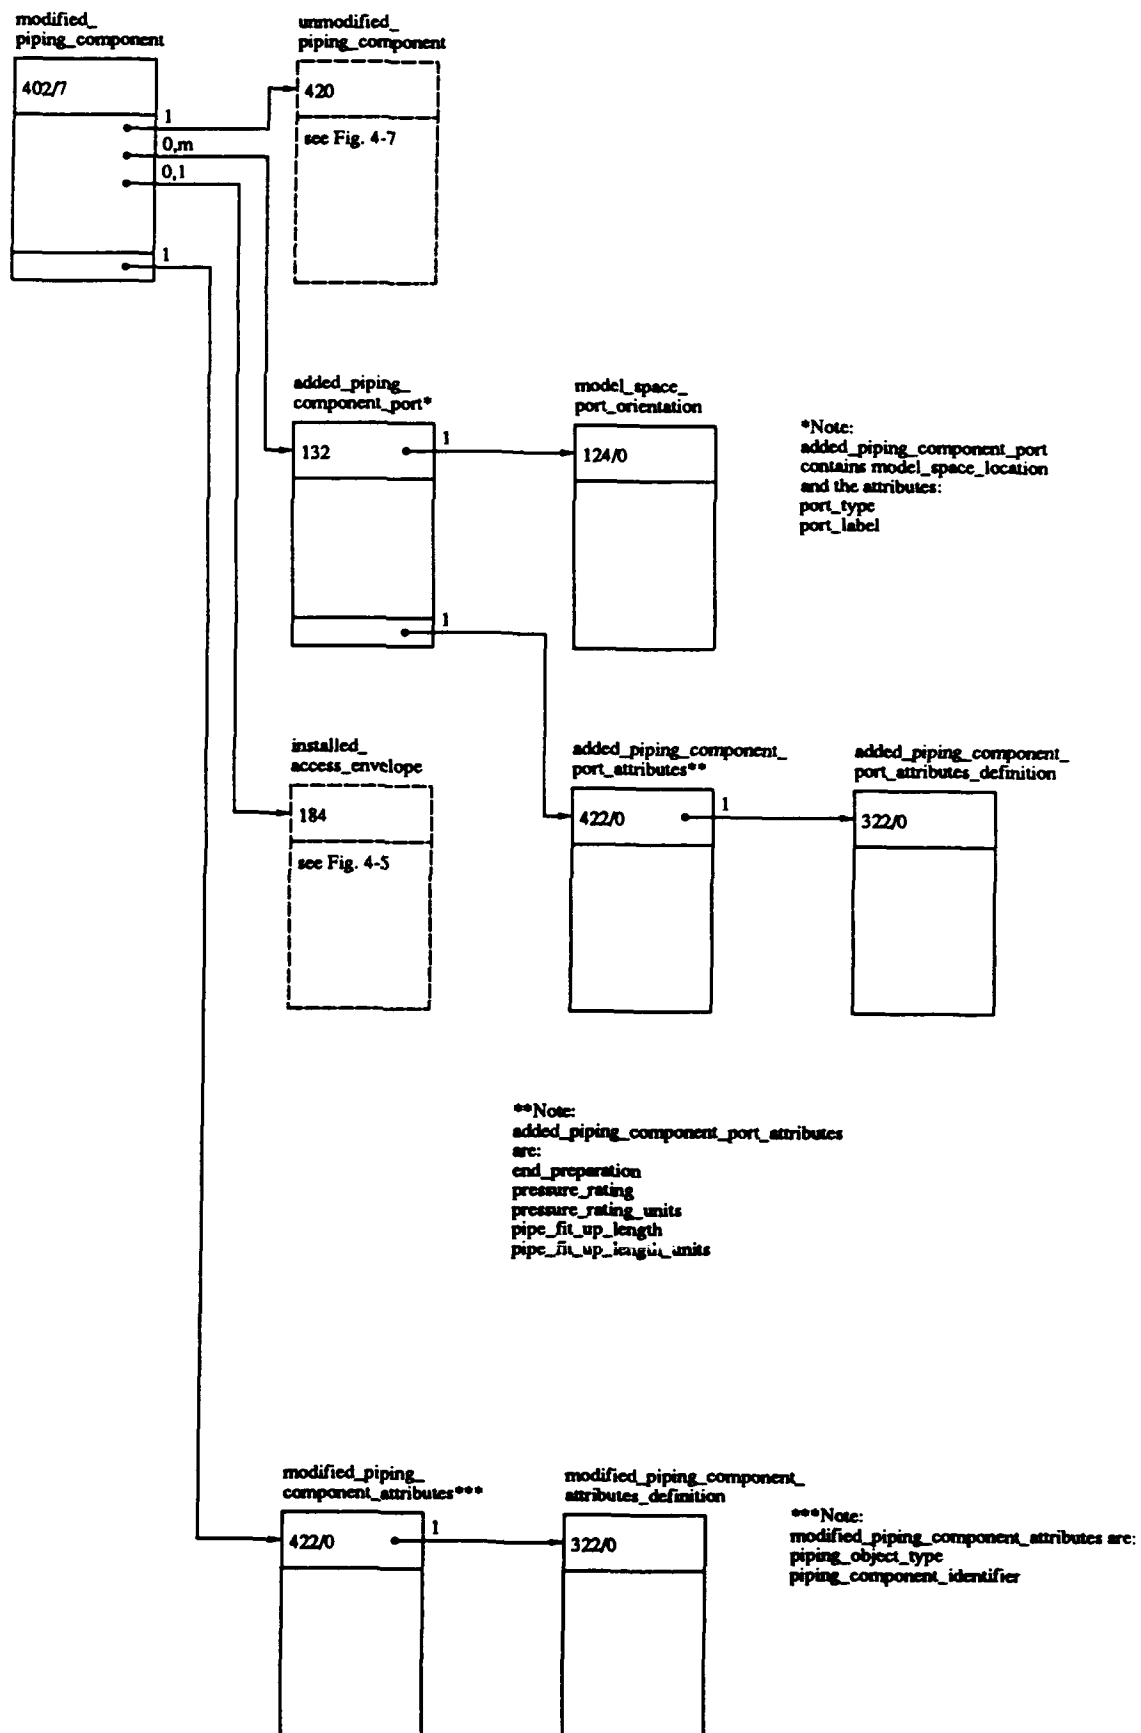 modified_
piping_component
402/7
1
0,m
0,1
1
unmodified_
piping_component
420
see Fig. 4-7
added_piping_
component_port*
132
1
1
model_space_
port_orientation
124/0
*Note:
added_piping_component_port
contains model_space_location
and the attributes:
port_type
port_label
installed_
access_envelope
184
see Fig. 4-5
added_piping_component_
port_attributes**
422/0
1
added_piping_component_
port_attributes_definition
322/0
**Note:
added_piping_component_port_attributes
are:
end_preparation
pressure_rating
pressure_rating_units
pipe_fit_up_length
pipe_fit_up_length_units
modified_piping_
component_attributes***
422/0
1
modified_piping_component_
attributes_definition
322/0
***Note:
modified_piping_component_attributes are:
piping_object_type
piping_component_identifier